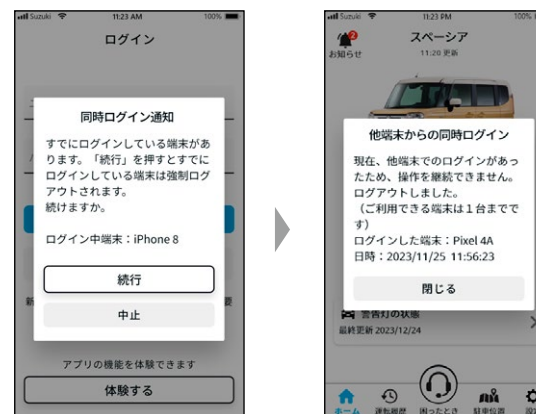 Suzuki 11:23 AM 100%
ログイン
同時ログイン通知
すでにログインしている端末があ
ります。「続行」を押すとすでに
ログインしている端末は強制ログ
アウトされます。
続けますか。
ログイン中端末：iPhone 8
続行
中止
新
要
アプリの機能を体験できます
体験する
Suzuki 11:23 PM 100%
2
お知らせ
スペーシア
11:20 更新
他端末からの同時ログイン
現在、他端末でのログインがあっ
たため、操作を継続できません。
ログアウトしました。
（ご利用できる端末は１台までで
す）
ログインした端末：Pixel 4A
日時：2023/11/25 11:56:23
閉じる
警告灯の状態
最終更新 2023/12/24
ホーム 運転履歴 困ったとき 駐車位置